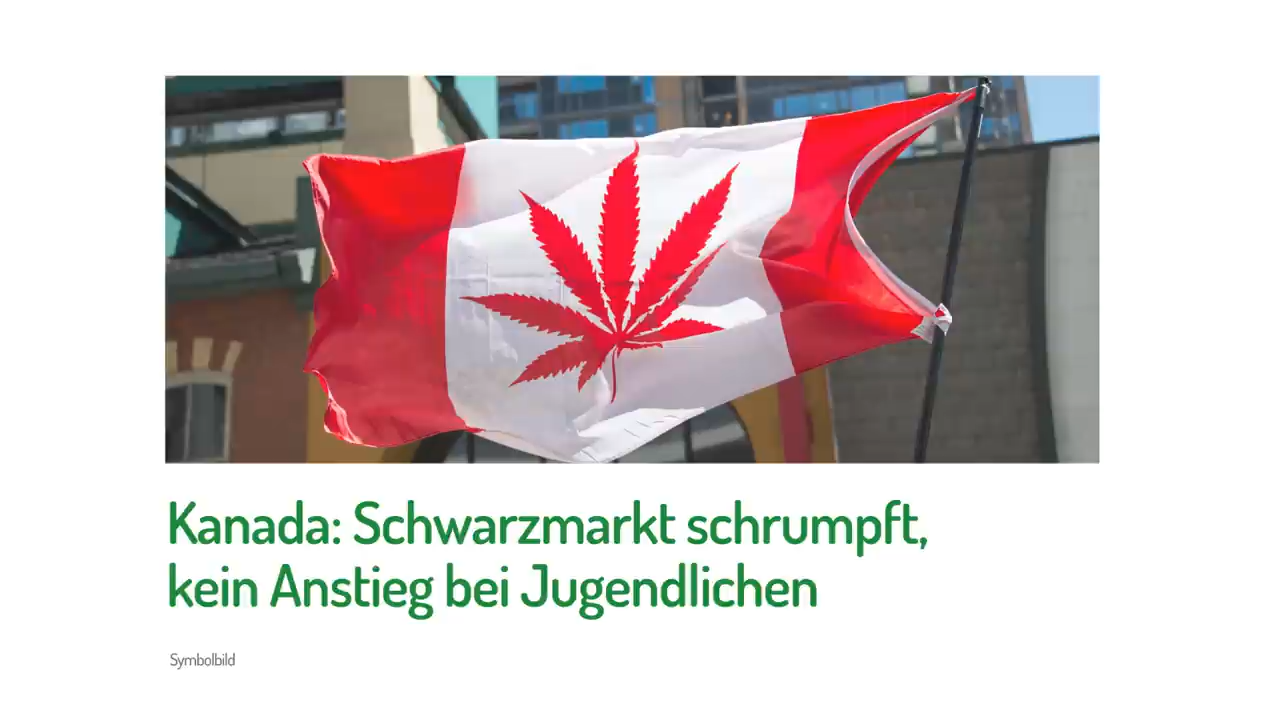 Kanada: Schwarzmarkt schrumpft,
kein Anstieg bei Jugendlichen
Symbolbild